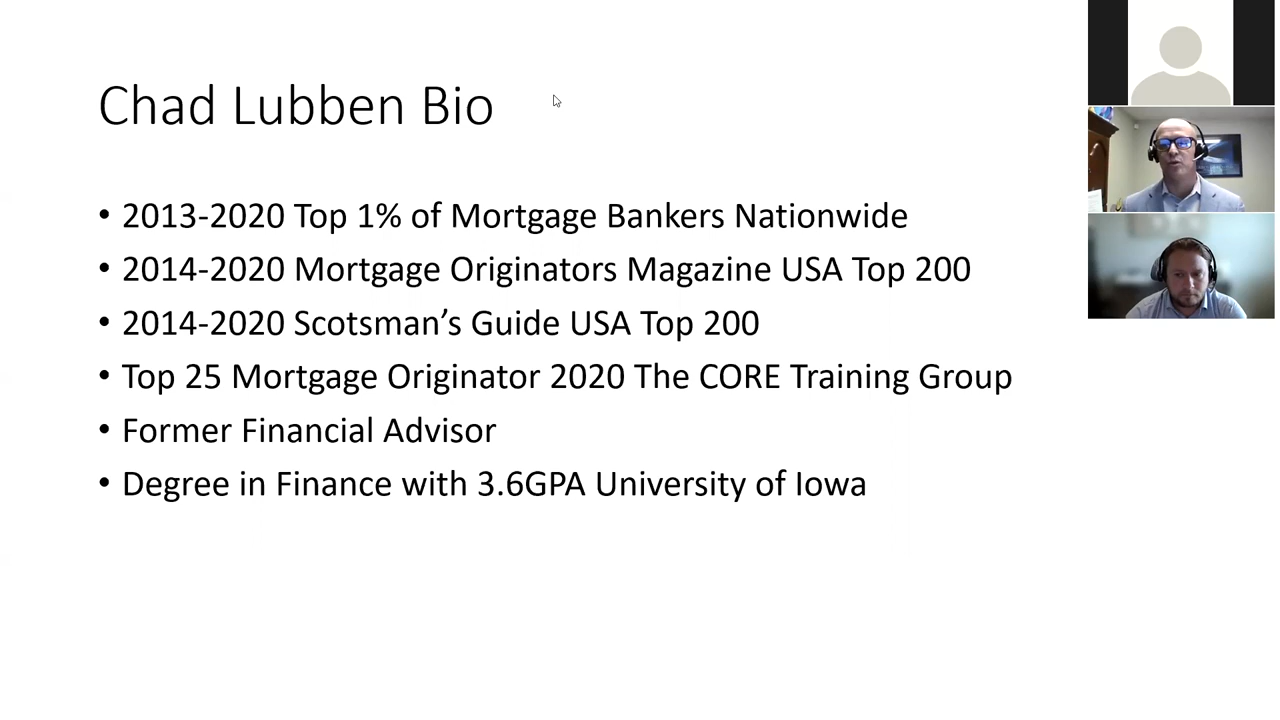 Chad Lubben Bio
• 2013-2020 Top 1% of Mortgage Bankers Nationwide
• 2014-2020 Mortgage Originators Magazine USA Top 200
• 2014-2020 Scotsman’s Guide USA Top 200
• Top 25 Mortgage Originator 2020 The CORE Training Group
• Former Financial Advisor
• Degree in Finance with 3.6GPA University of Iowa